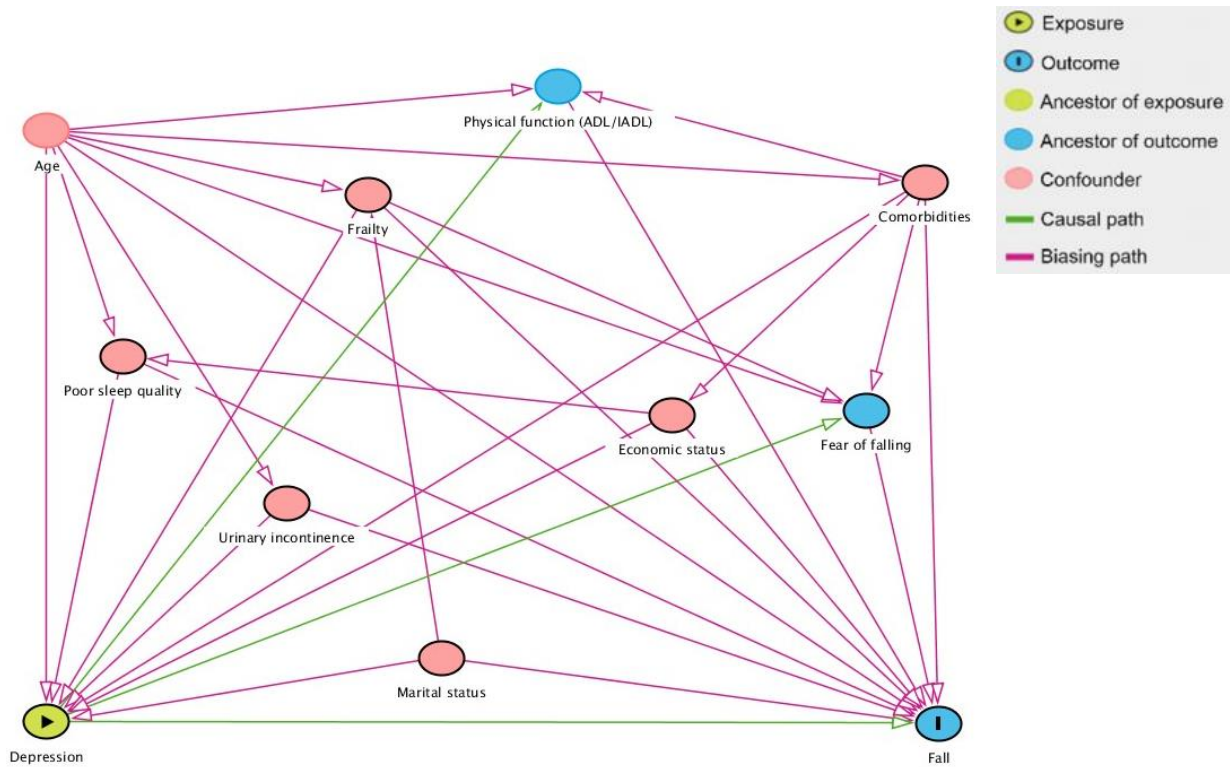 Exposure
Outcome
Ancestor of exposure
Ancestor of outcome
Confounder
Causal path
Biasing path
Physical function (ADL/IADL)
Age
Comorbidities
Frailty
Poor sleep quality
Economic status
Fear of falling
Urinary incontinence
Marital status
Depression
Fall